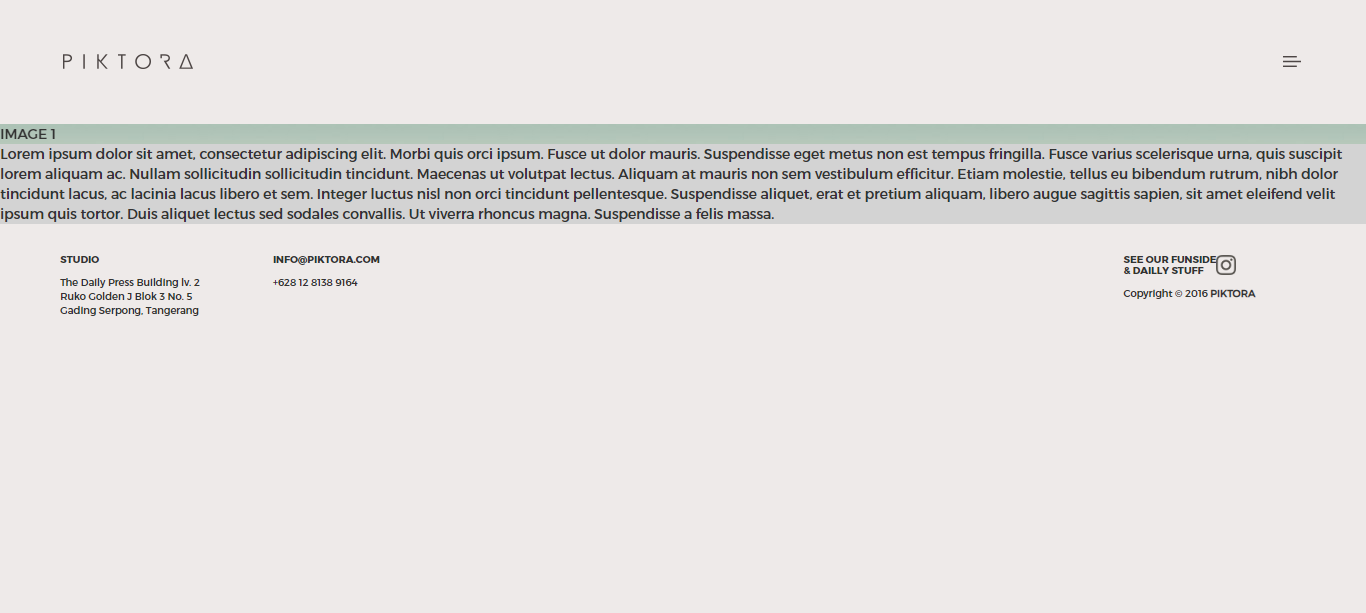 PIKTORA
IMAGE 1
Lorem ipsum dolor sit amet, consectetur adipiscing elit. Morbi quis orci ipsum. Fusce ut dolor mauris. Suspendisse eget metus non est tempus fringilla. Fusce varius scelerisque urna, quis suscipit
lorem aliquam ac. Nullam sollicitudin sollicitudin tincidunt. Maecenas ut volutpat lectus. Aliquam at mauris non sem vestibulum efficitur. Etiam molestie, tellus eu bibendum rutrum, nibh dolor
tincidunt lacus, ac lacinia lacus libero et sem. Integer luctus nisl non orci tincidunt pellentesque. Suspendisse aliquet, erat et pretium aliquam, libero augue sagittis sapien, sit amet eleifend velit
ipsum quis tortor. Duis aliquet lectus sed sodales convallis. Ut viverra rhoncus magna. Suspendisse a felis massa.
STUDIO
The Daily Press Building lv. 2
Ruko Golden J Blok 3 No. 5
Gading Serpong, Tangerang
INFO@PIKTORA.COM
+628 12 8138 9164
SEE OUR FUNSIDE
& DAILLY STUFF
Copyright © 2016 PIKTORA